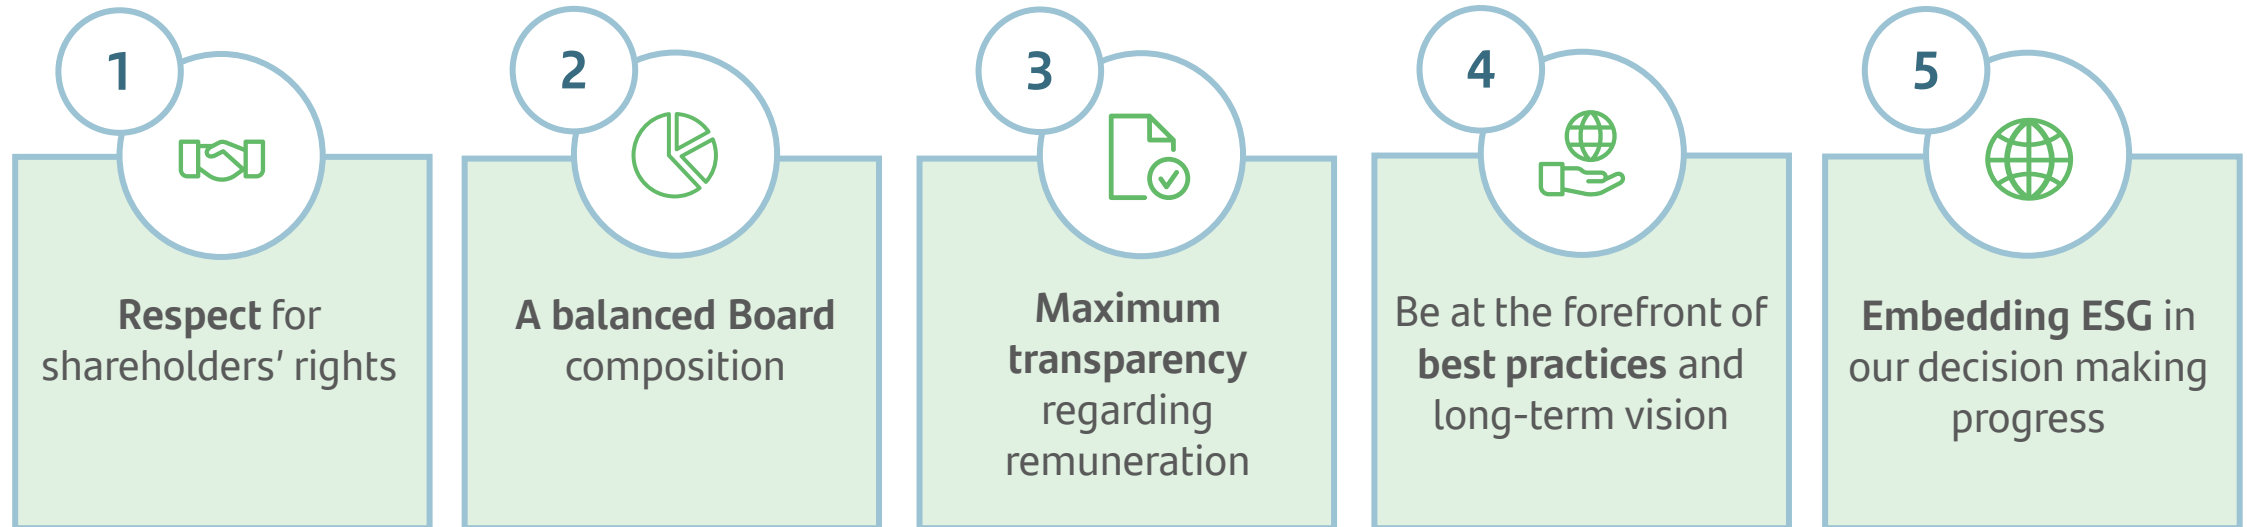 1
Respect for
shareholders’ rights
2
A balanced Board
composition
3
Maximum
transparency
regarding
remuneration
4
Be at the forefront of
best practices and
long-term vision
5
Embedding ESG in
our decision making
progress